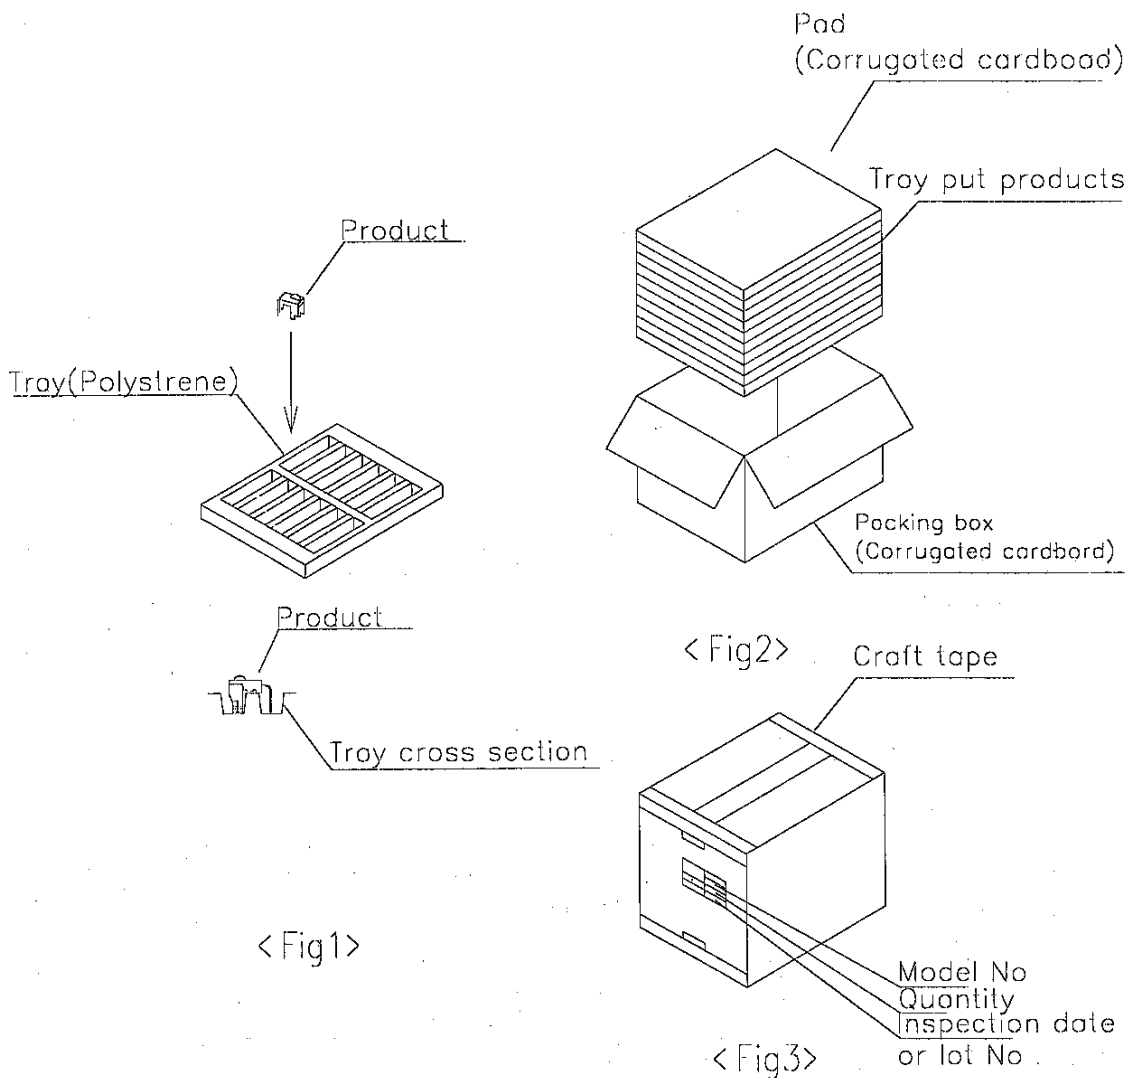 Pad
(Corrugated cardboad)
Tray put products
Product
Tray(Polystrene)
Packing box
(Corrugated cardbord)
Product
<Fig2>
Craft tape
Tray cross section
<Fig1>
Model No
Quantity
Inspection date
or lot No .
<Fig3>